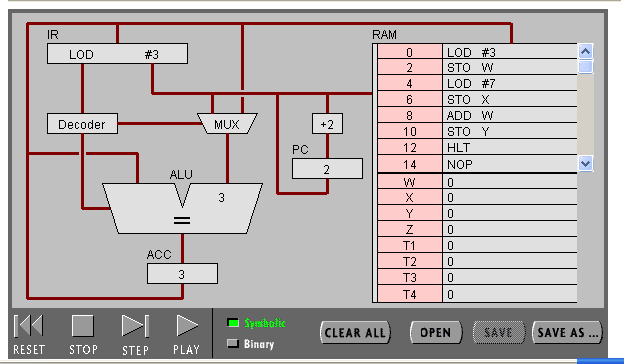 IR
LOD #3
Decoder
MUX
+2
PC
2
ALU
3
=
ACC
3
RAM
0 LOD #3
2 STO W
4 LOD #7
6 STO X
8 ADD W
10 STO Y
12 HLT
14 NOP
W 0
X 0
Y 0
Z 0
T1 0
T2 0
T3 0
T4 0
RESET STOP STEP PLAY
Symbolic
Binary
CLEAR ALL OPEN SAVE SAVE AS ...